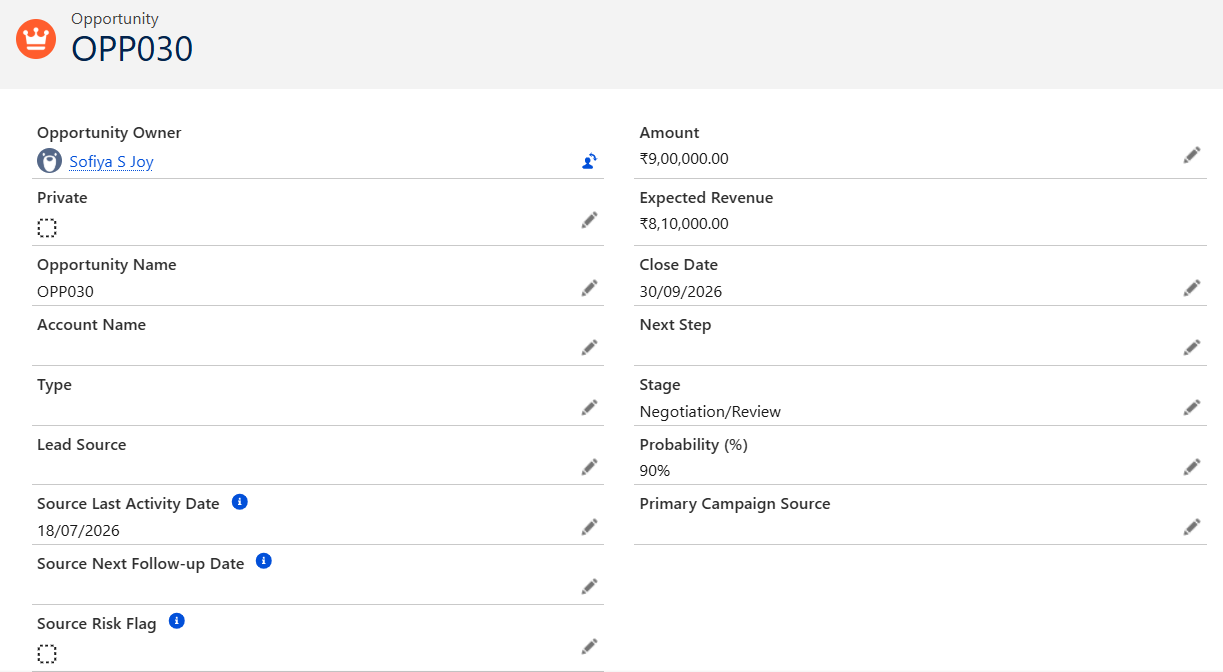 Opportunity
OPP030
Opportunity Owner
Sofiya S Joy
Private
Opportunity Name
OPP030
Account Name
Type
Lead Source
Source Last Activity Date
18/07/2026
Source Next Follow-up Date
Source Risk Flag
Amount
₹9,00,000.00
Expected Revenue
₹8,10,000.00
Close Date
30/09/2026
Next Step
Stage
Negotiation/Review
Probability (%)
90%
Primary Campaign Source